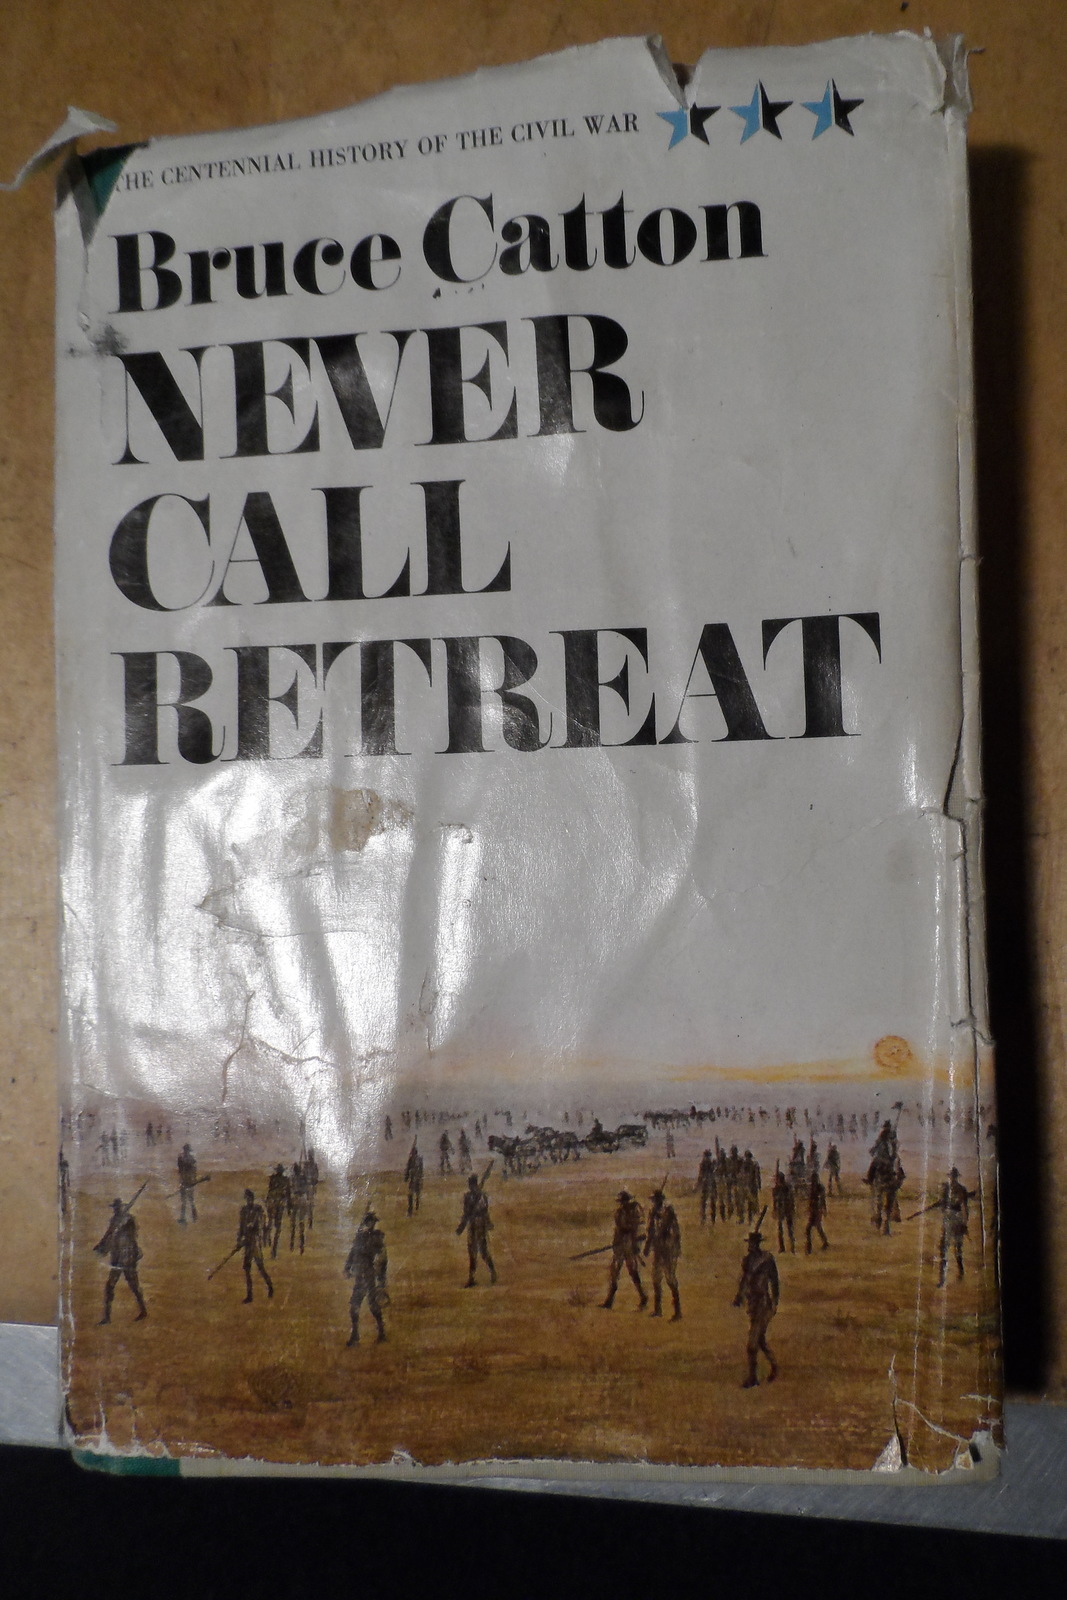 THE CENTENNIAL HISTORY OF THE CIVIL WAR
Bruce Catton
NEVER
CALL
RETREAT